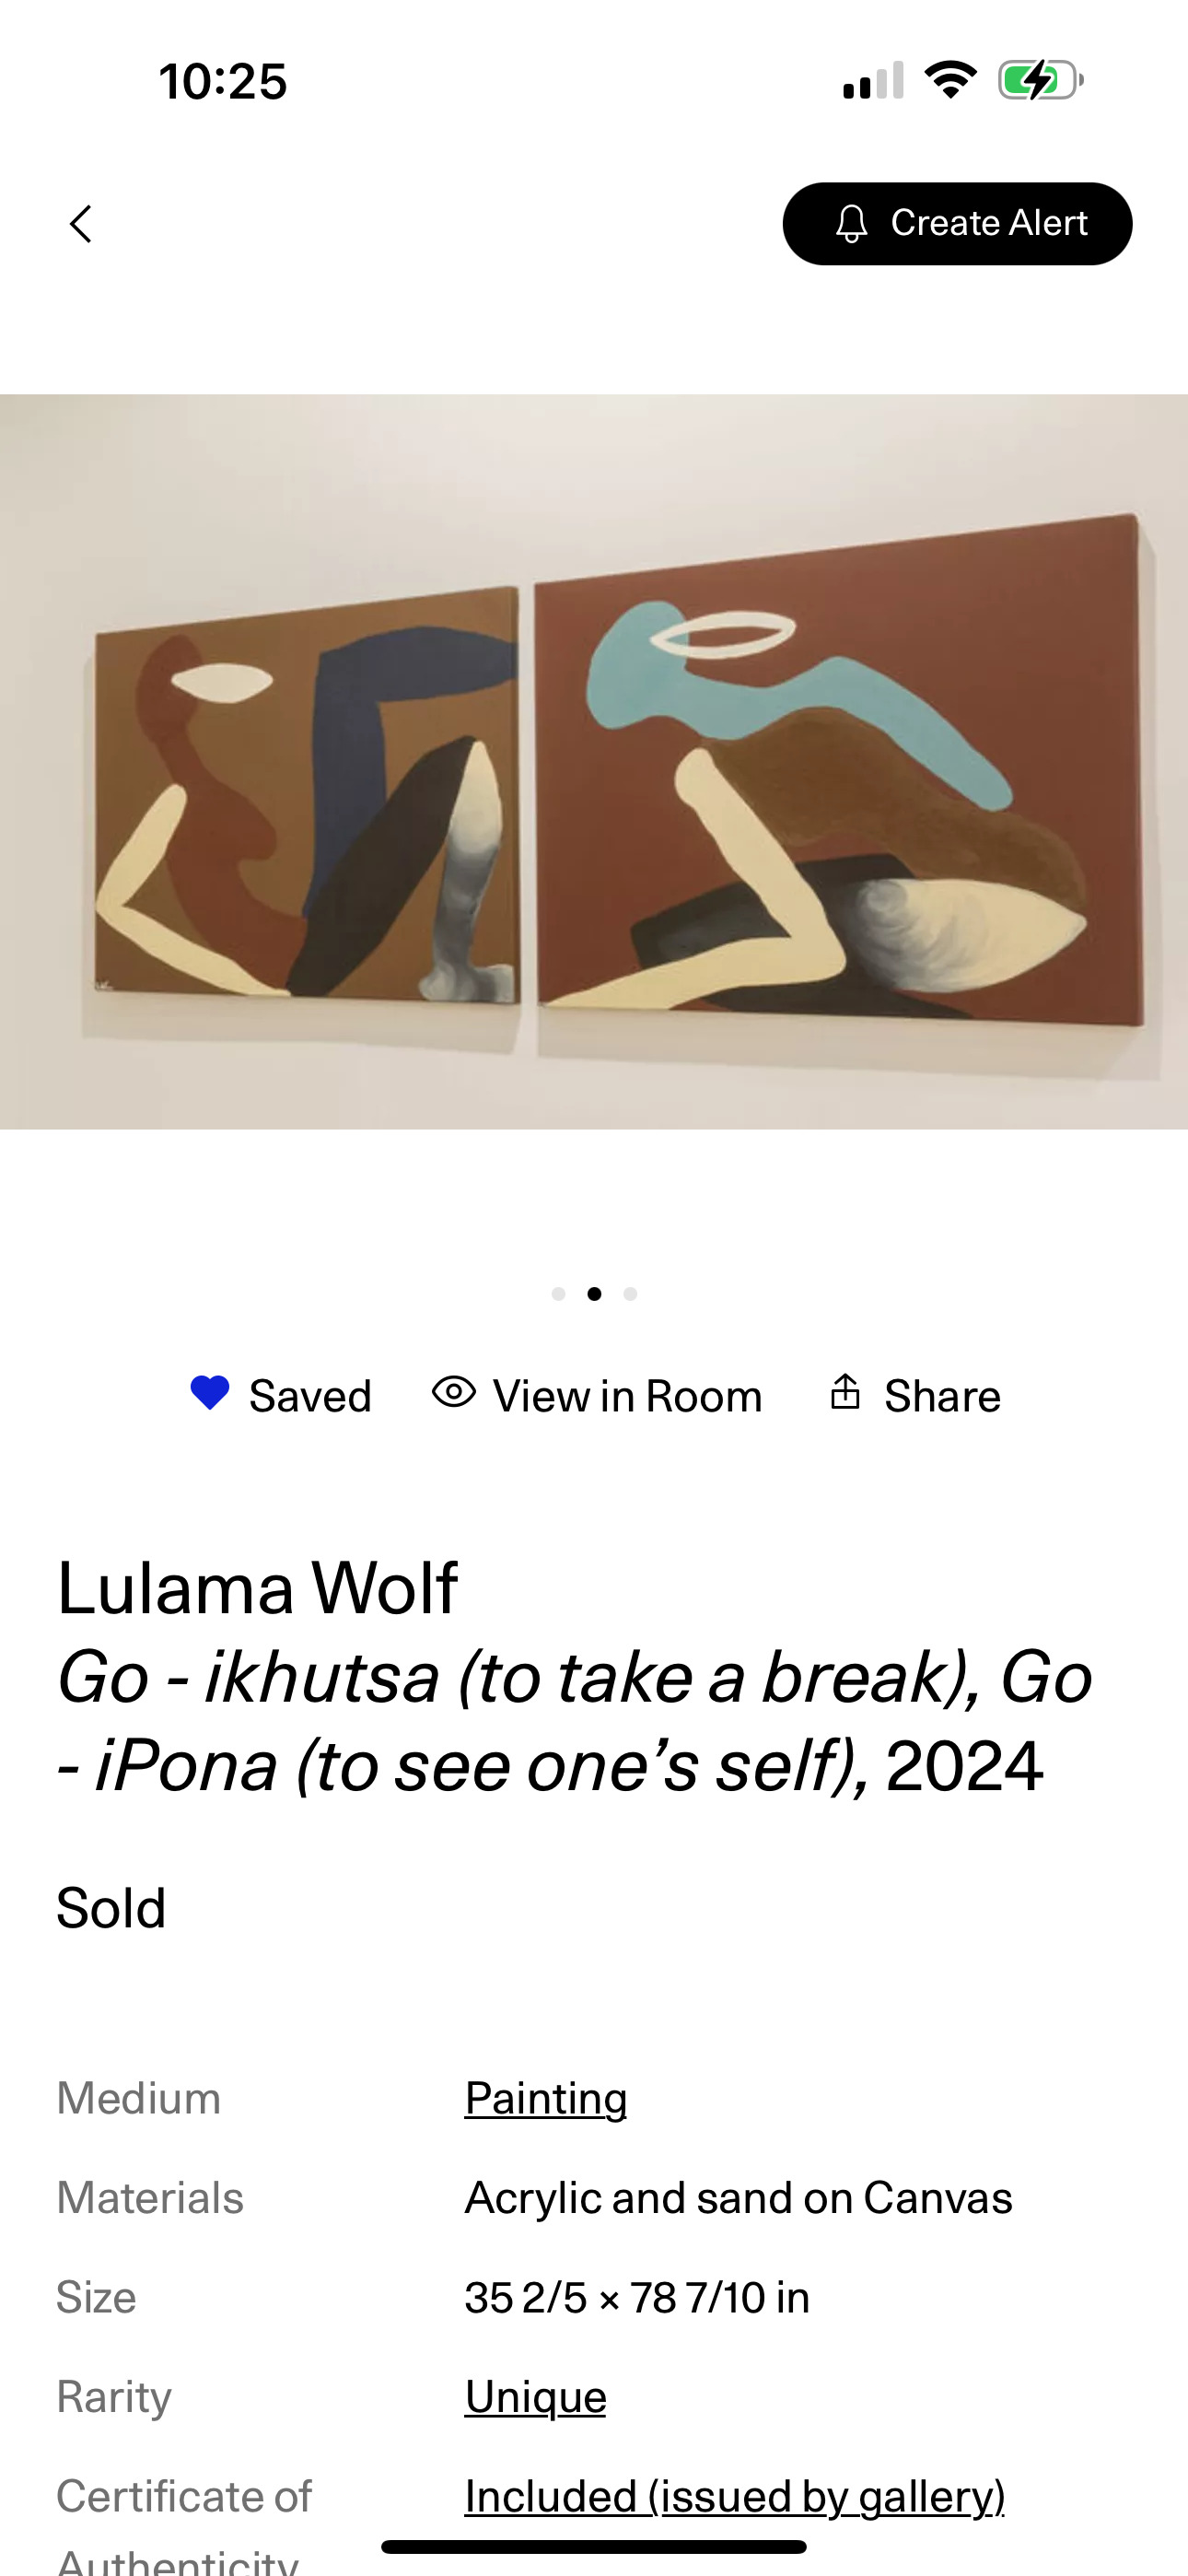 10:25
Create Alert
Saved
View in Room
Share
Lulama Wolf
Go - ikhutsa (to take a break), Go
- iPona (to see one’s self), 2024
Sold
Medium Painting
Materials Acrylic and sand on Canvas
Size 35 2/5 × 78 7/10 in
Rarity Unique
Certificate of Included (issued by gallery)
Authenticity